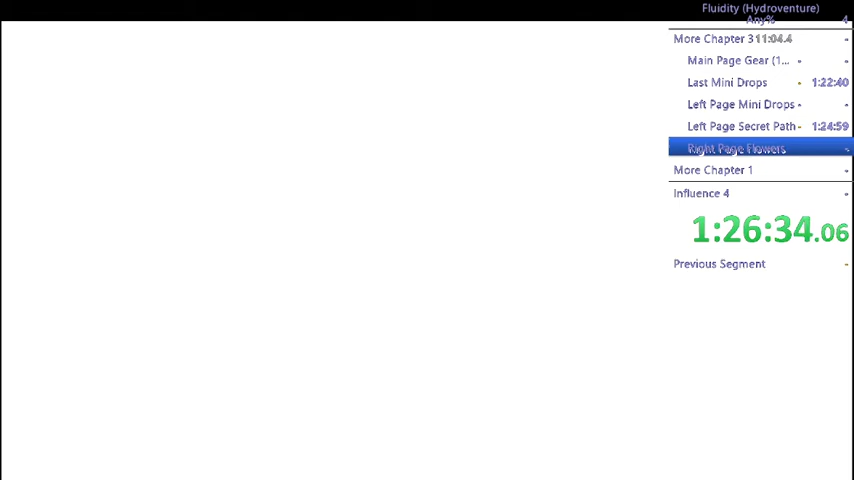 Fluidity (Hydroventure)
Any% 4
More Chapter 3 11:04.4 -
Main Page Gear (1... - -
Last Mini Drops - 1:22:40
Left Page Mini Drops - -
Left Page Secret Path - 1:24:59
Right Page Flowers -
More Chapter 1 -
Influence 4 -
1:26:34.06
Previous Segment -